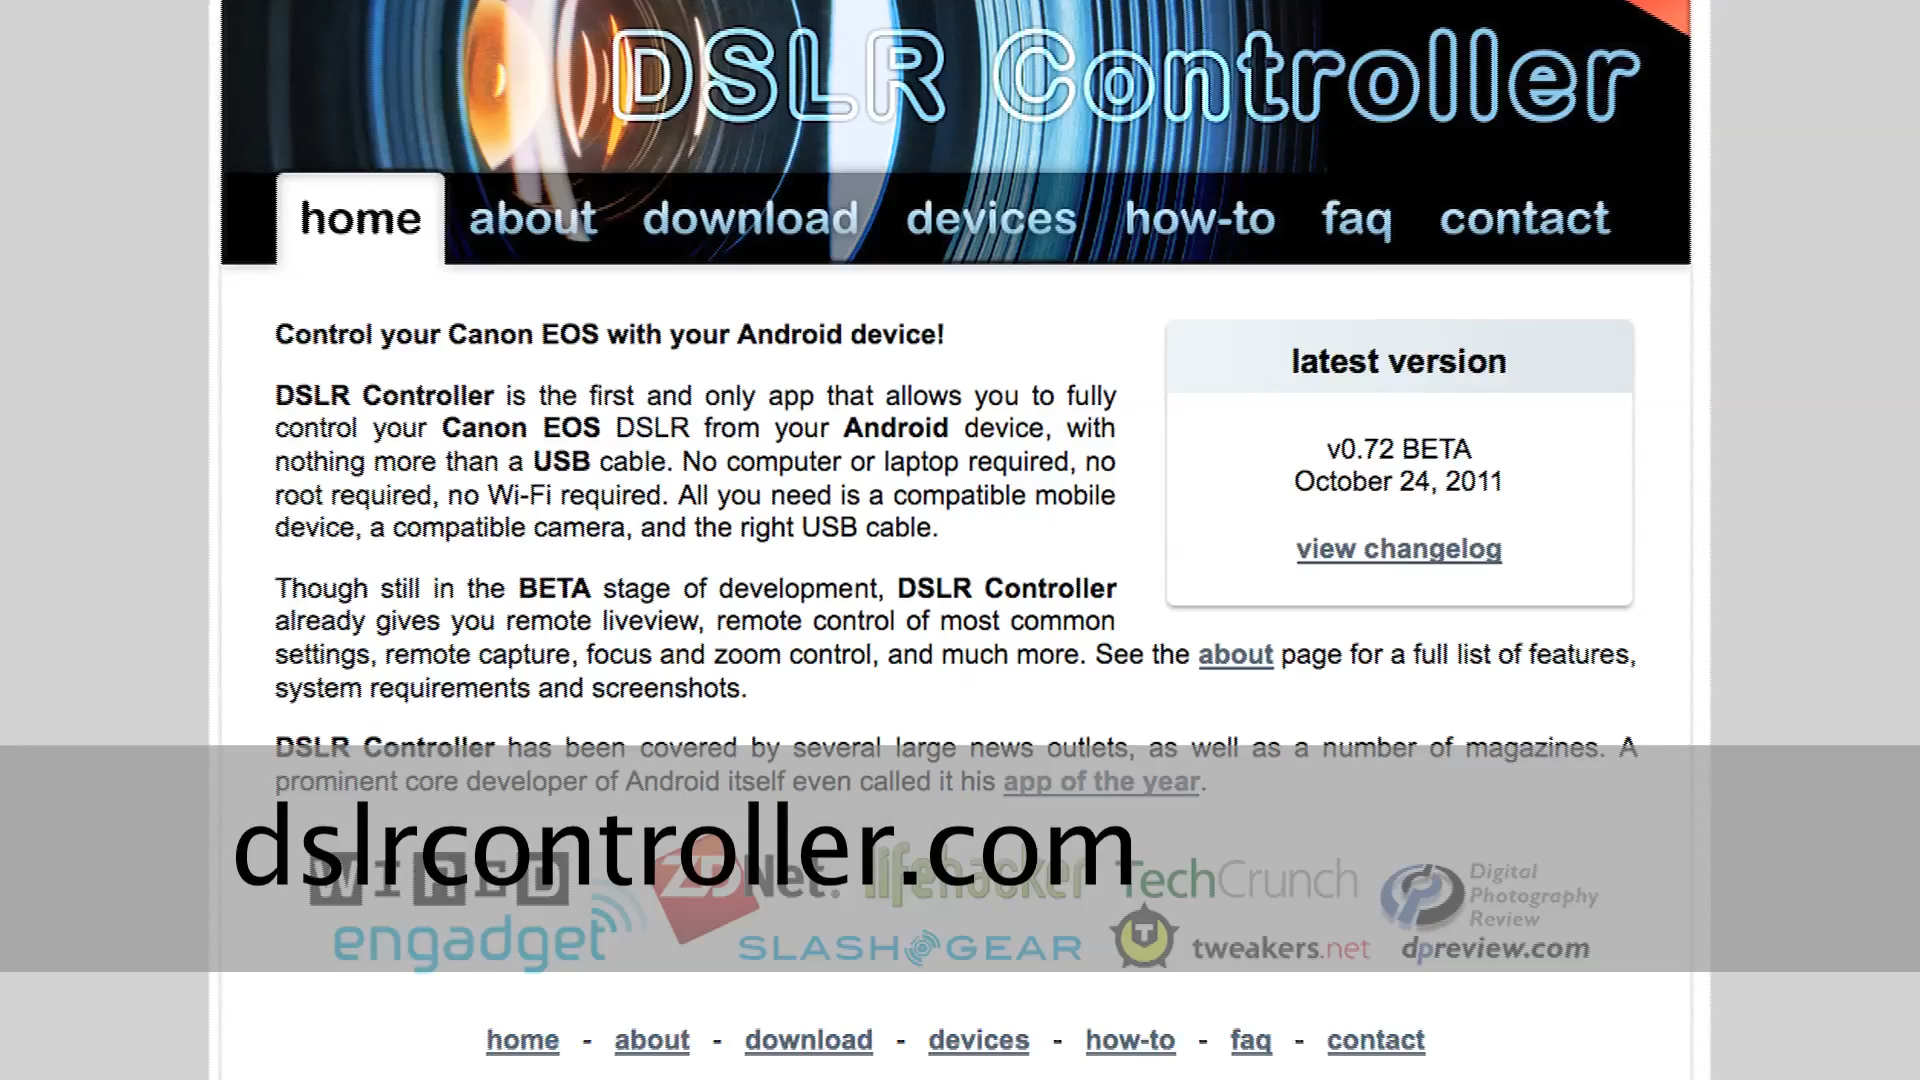 DSLR Controller
home about download devices how-to faq contact
Control your Canon EOS with your Android device!
DSLR Controller is the first and only app that allows you to fully
control your Canon EOS DSLR from your Android device, with
nothing more than a USB cable. No computer or laptop required, no
root required, no Wi-Fi required. All you need is a compatible mobile
device, a compatible camera, and the right USB cable.
latest version
v0.72 BETA
October 24, 2011
view changelog
Though still in the BETA stage of development, DSLR Controller
already gives you remote liveview, remote control of most common
settings, remote capture, focus and zoom control, and much more. See the about page for a full list of features,
system requirements and screenshots.
DSLR Controller has been covered by several large news outlets, as well as a number of magazines. A
prominent core developer of Android itself even called it his app of the year.
dslrcontroller.com
WIRED ZDNet. lifehacker TechCrunch Digital
Photography
Review
engadget SLASHGEAR tweakers.net dpreview.com
home - about - download - devices - how-to - faq - contact